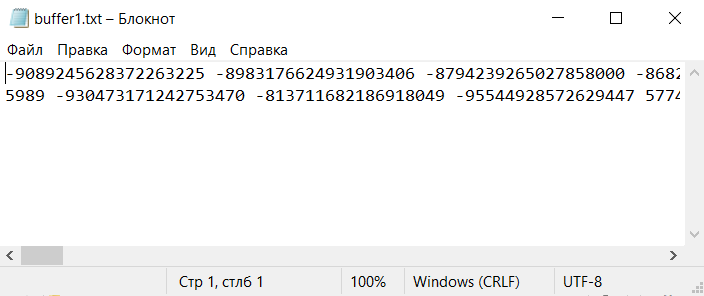 buffer1.txt – Блокнот
Файл Правка Формат Вид Справка
-9089245628372263225 -8983176624931903406 -8794239265027858000 -8682
5989 -930473171242753470 -813711682186918049 -95544928572629447 5774
Стр 1, стлб 1 100% Windows (CRLF) UTF-8